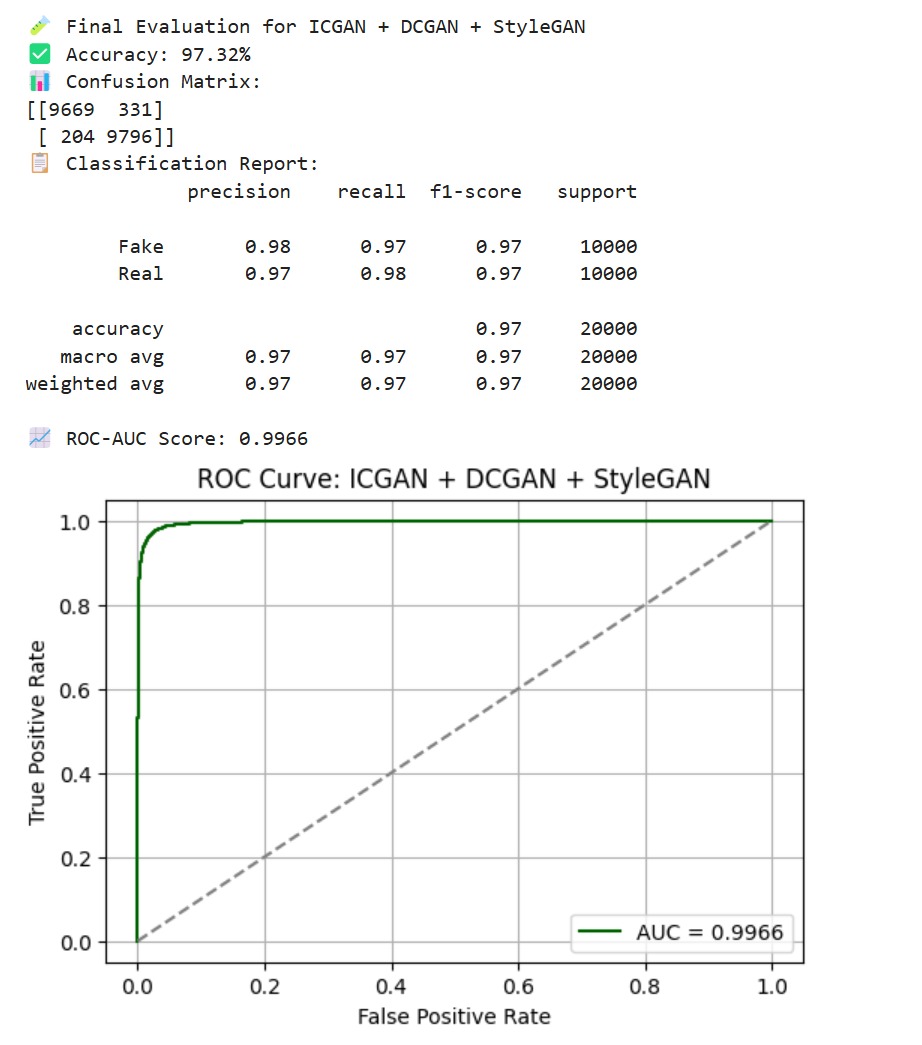 🧪 Final Evaluation for ICGAN + DCGAN + StyleGAN
✅ Accuracy: 97.32%
📊 Confusion Matrix:
[[9669  331]
 [ 204 9796]]
📋 Classification Report:
precision    recall  f1-score   support
Fake       0.98      0.97      0.97     10000
Real       0.97      0.98      0.97     10000
accuracy                           0.97     20000
macro avg       0.97      0.97      0.97     20000
weighted avg       0.97      0.97      0.97     20000
📈 ROC-AUC Score: 0.9966
ROC Curve: ICGAN + DCGAN + StyleGAN
1.0
0.8
0.6
0.4
0.2
0.0
True Positive Rate
AUC = 0.9966
0.0 0.2 0.4 0.6 0.8 1.0
False Positive Rate